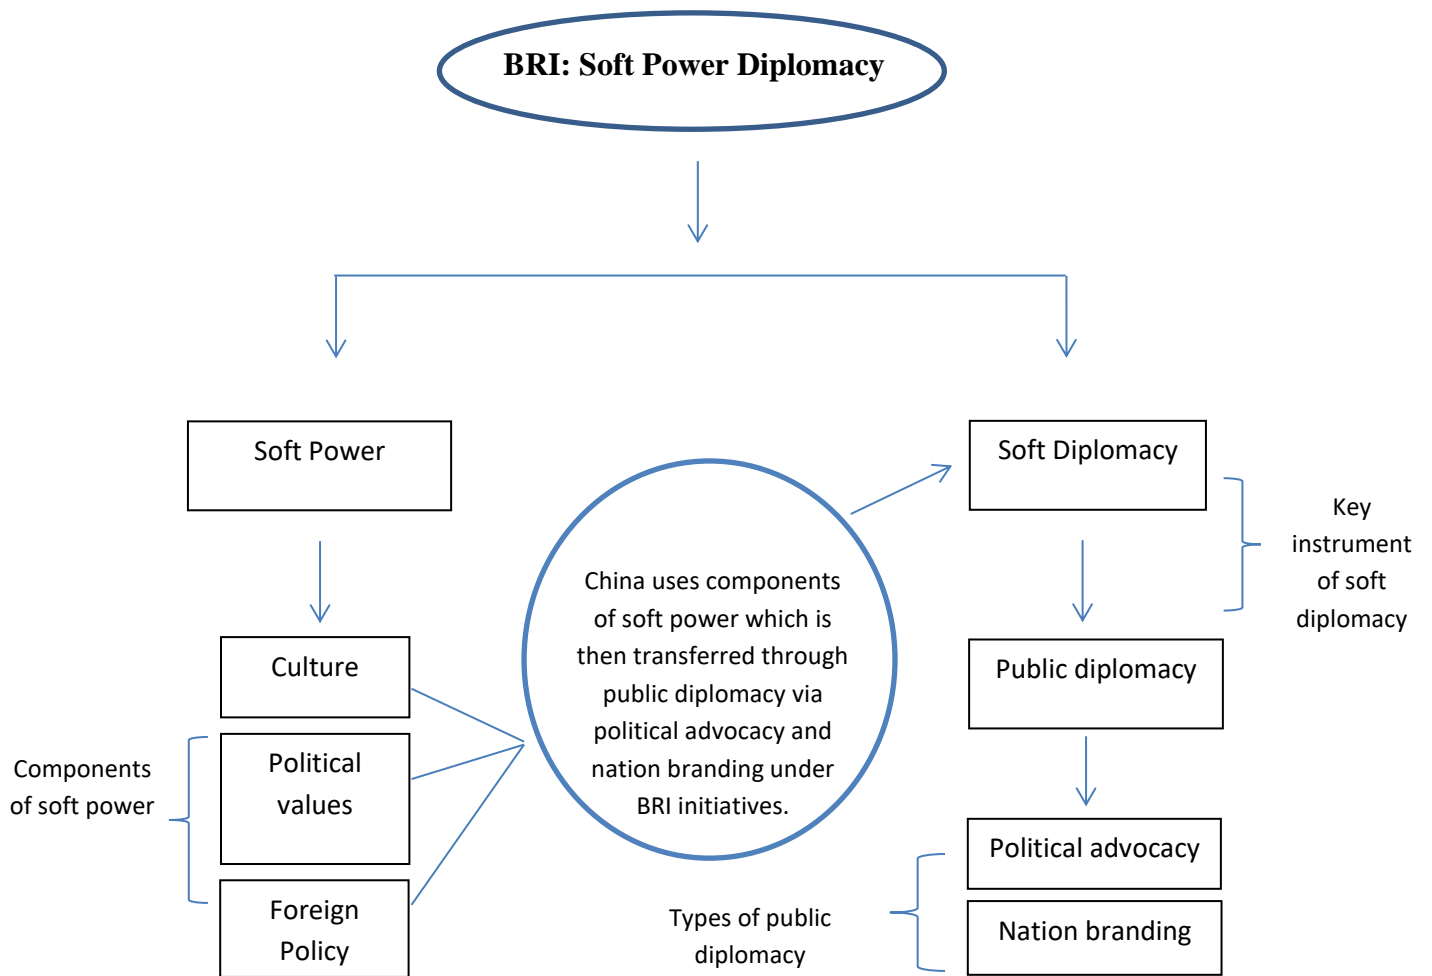 BRI: Soft Power Diplomacy
Soft Power
Soft Diplomacy
Key
instrument
of soft
diplomacy
China uses components
of soft power which is
then transferred through
public diplomacy via
political advocacy and
nation branding under
BRI initiatives.
Culture
Public diplomacy
Components
of soft power
Political
values
Political advocacy
Foreign
Policy
Types of public
diplomacy
Nation branding